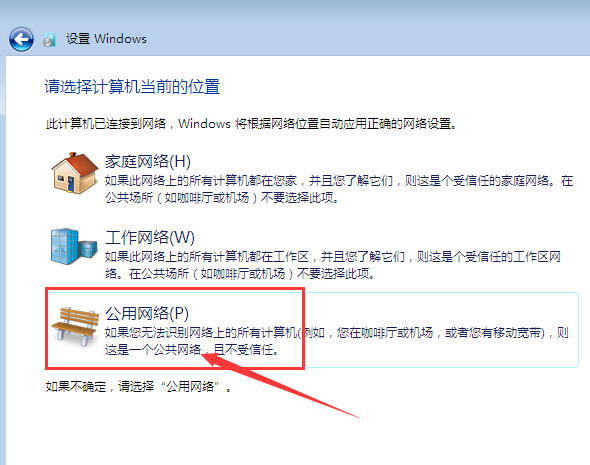 设置 Windows
请选择计算机当前的位置
此计算机已连接到网络，Windows 将根据网络位置自动应用正确的网络设置。
家庭网络(H)
如果此网络上的所有计算机都在您家，并且您了解它们，则这是个受信任的家庭网络。在
公共场所（如咖啡厅或机场）不要选择此项。
工作网络(W)
如果此网络上的所有计算机都在工作区，并且您了解它们，则这是个受信任的工作区网
络。在公共场所（如咖啡厅或机场）不要选择此项。
公用网络(P)
如果您无法识别网络上的所有计算机(例如，您在咖啡厅或机场，或者您有移动宽带)，则
这是一个公共网络，且不受信任。
如果不确定，请选择“公用网络”。